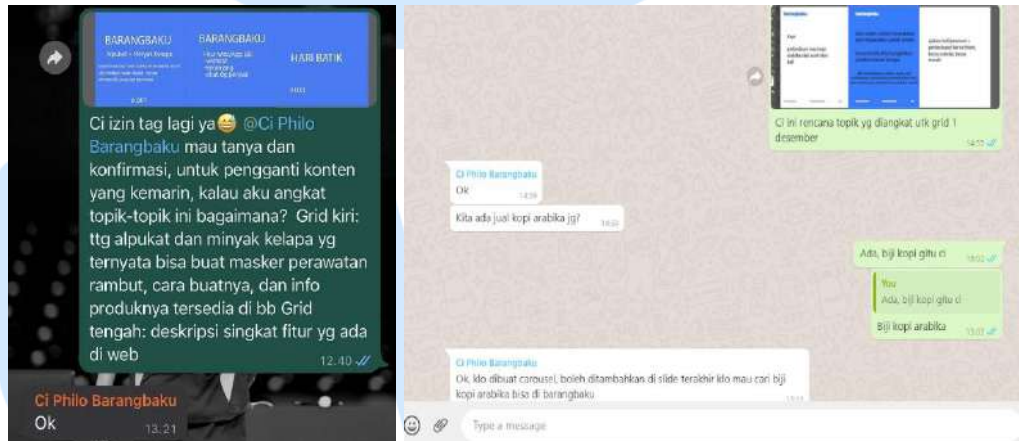 BARANGBAKU
BARANGBAKU
HARI BATIK
Ci izin tag lagi ya😅 @Ci Philo
Barangbaku mau tanya dan
konfirmasi, untuk pengganti konten
yang kemarin, kalau aku angkat
topik-topik ini bagaimana? Grid kiri:
ttg alpukat dan minyak kelapa yg
ternyata bisa buat masker perawatan
rambut, cara buatnya, dan info
produknya tersedia di bb Grid
tengah: deskripsi singkat fitur yg ada
di web
12.40
Ci Philo Barangbaku
Ok
13.21
Ci ini rencana topik yg diangkat utk grid 1
desember
Ci Philo Barangbaku
Ok
Kita ada jual kopi arabika jg?
Ada, biji kopi gitu ci
You
Ada, biji kopi gitu ci
Biji kopi arabika
Ci Philo Barangbaku
Ok, klo dibuat carousel, boleh ditambahkan di slide terakhir klo mau cari biji
kopi arabika bisa di barangbaku
Type a message